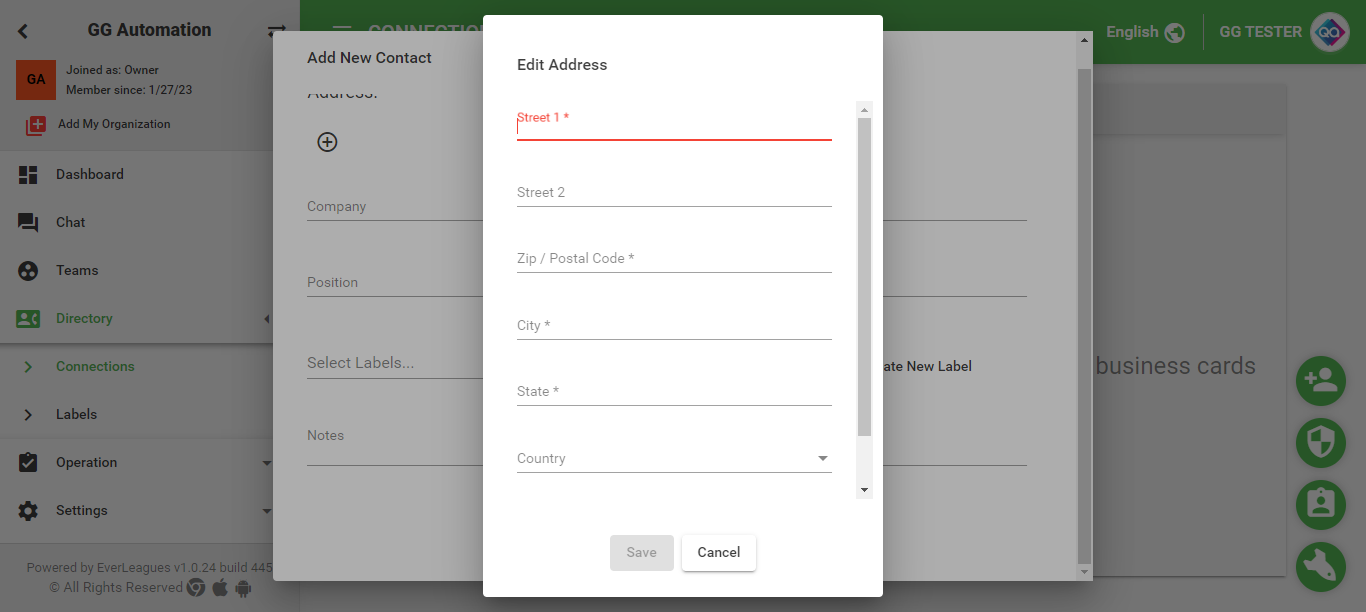 GG Automation
GA
Joined as: Owner
Member since: 1/27/23
Add My Organization
Dashboard
Chat
Teams
Directory
Connections
Labels
Operation
Settings
Powered by EverLeagues v1.0.24 build 445
© All Rights Reserved
English
GG TESTER
business cards
Add New Contact
Address:
Company
Position
Select Labels...
ate New Label
Notes
Edit Address
Street 1 *
Street 2
Zip / Postal Code *
City *
State *
Country
Save
Cancel